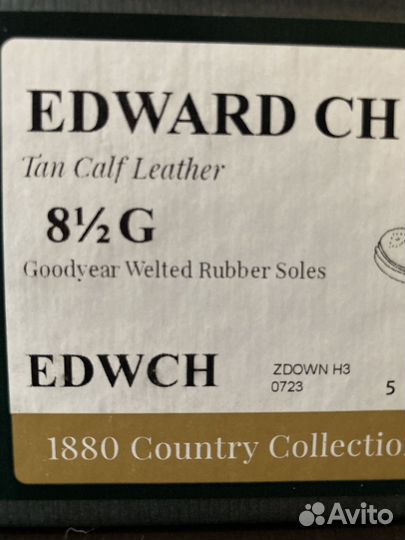 EDWARD CH
Tan Calf Leather
8½ G
Goodyear Welted Rubber Soles
EDWCH
ZDOWN H3
0723
5
1880 Country Collectio
Avito